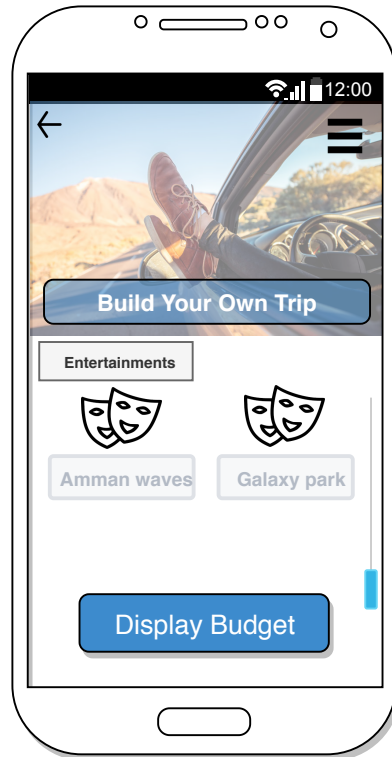 12:00
Build Your Own Trip
Entertainments
Amman waves
Galaxy park
Display Budget